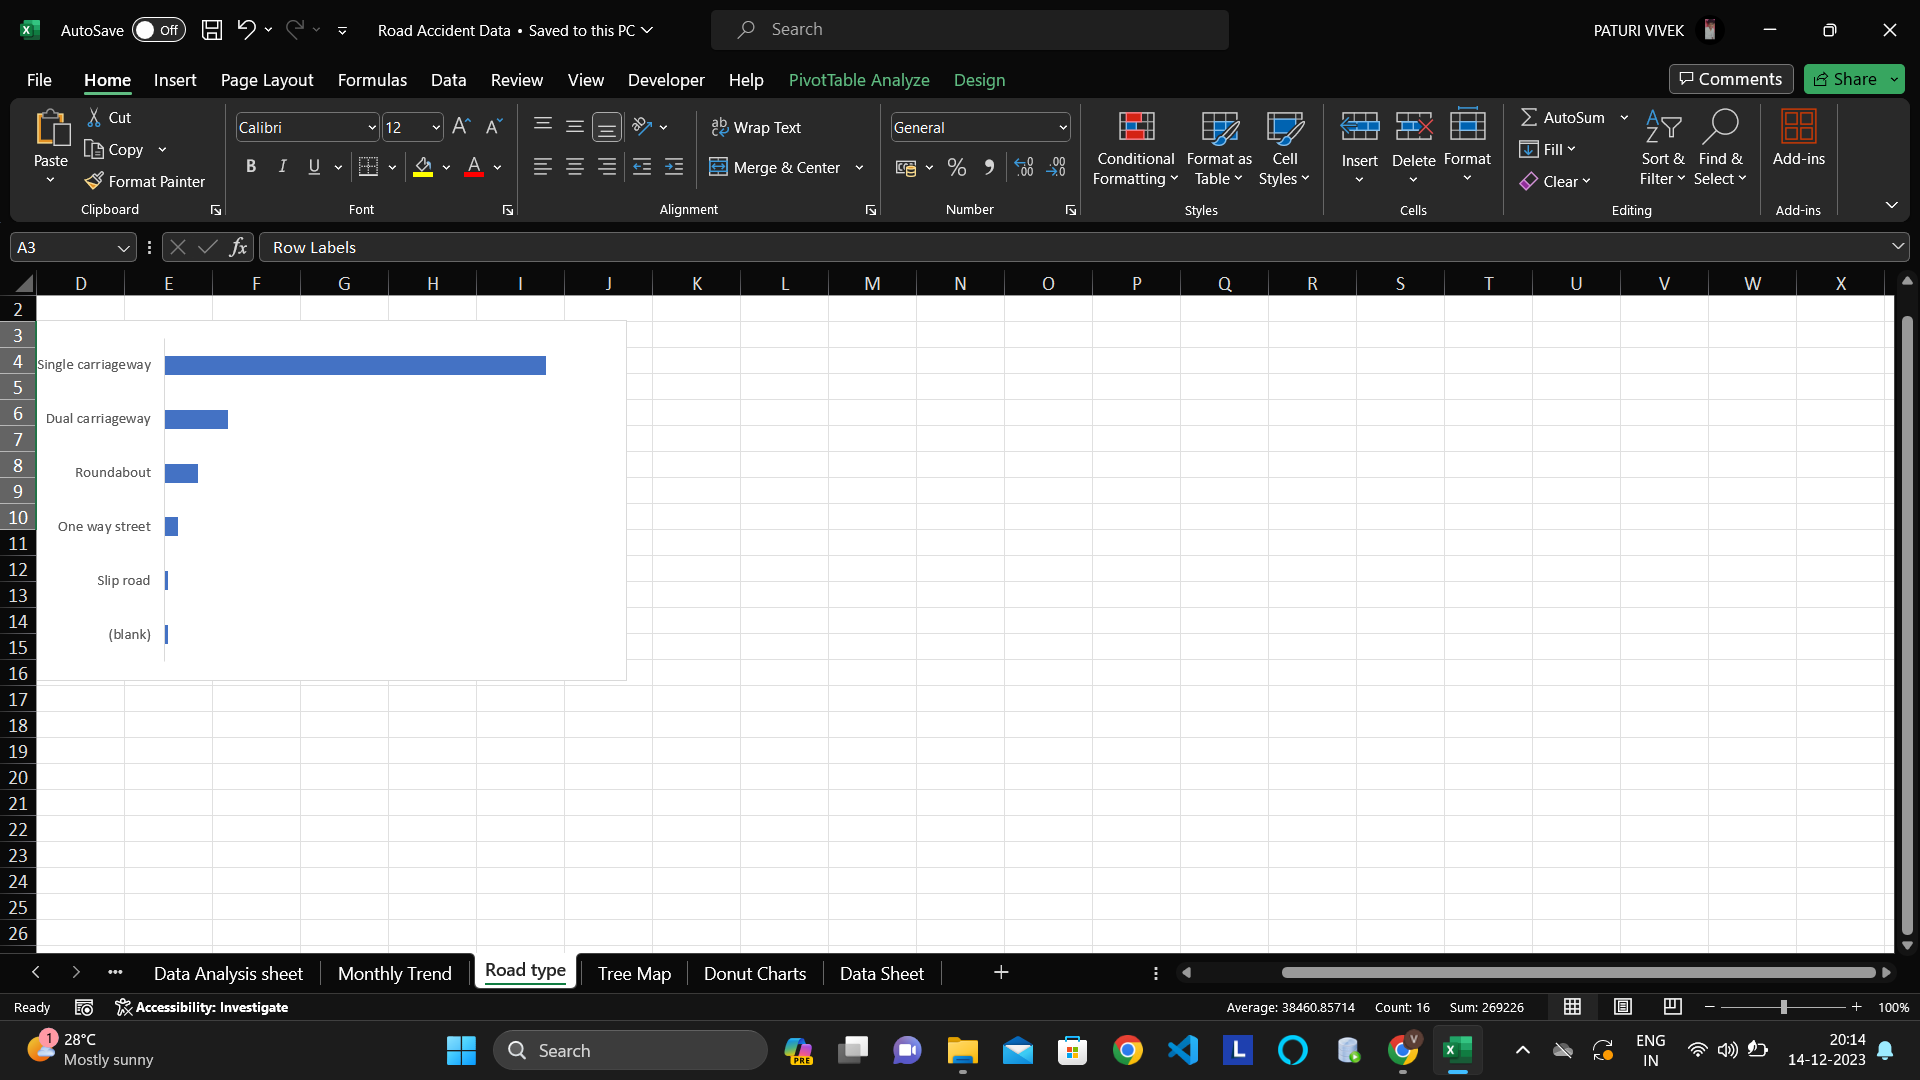 AutoSave Off Road Accident Data • Saved to this PC Search PATURI VIVEK
File Home Insert Page Layout Formulas Data Review View Developer Help PivotTable Analyze Design Comments Share
Paste
Cut
Copy
Format Painter
Clipboard
Calibri 12
B I U A
Font
Wrap Text
Merge & Center
Alignment
General
Number
Conditional Formatting
Format as Table
Cell Styles
Styles
Insert Delete Format
Cells
AutoSum
Fill
Clear
Sort & Filter
Find & Select
Editing
Add-ins
Add-ins
A3 fx Row Labels
D E F G H I J K L M N O P Q R S T U V W X
2
3
4
5
6
7
8
9
10
11
12
13
14
15
16
17
18
19
20
21
22
23
24
25
26
Single carriageway
Dual carriageway
Roundabout
One way street
Slip road
(blank)
Data Analysis sheet Monthly Trend Road type Tree Map Donut Charts Data Sheet
Ready Accessibility: Investigate Average: 38460.85714 Count: 16 Sum: 269226 100%
1 28°C
Mostly sunny
Search
PRE
L
V
ENG
IN
20:14
14-12-2023